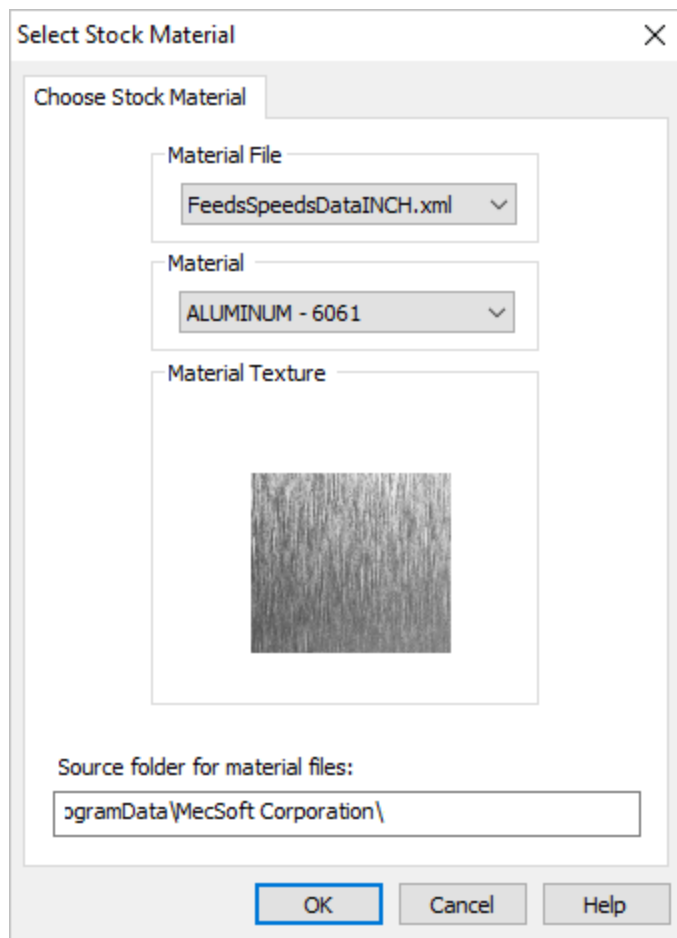 Select Stock Material
Choose Stock Material
Material File
FeedsSpeedsDataINCH.xml
Material
ALUMINUM - 6061
Material Texture
Source folder for material files:
ogramData\MecSoft Corporation\
OK
Cancel
Help